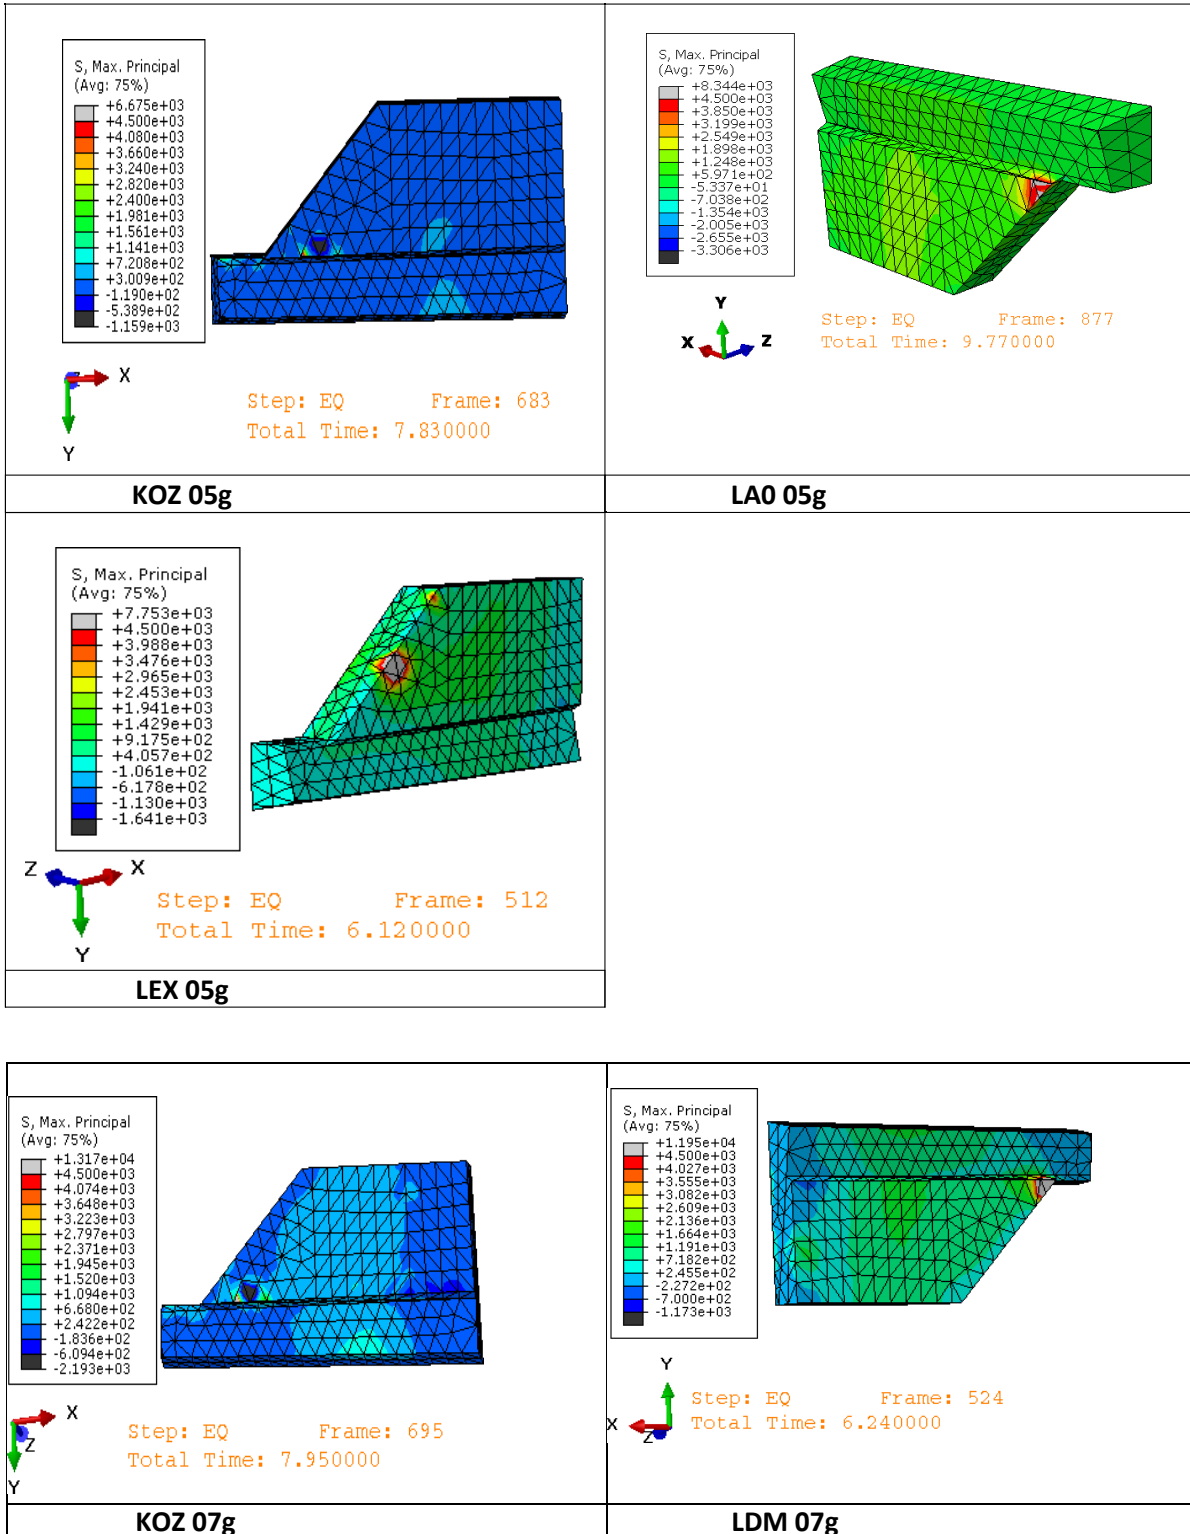 S, Max. Principal
(Avg: 75%)
+6.675e+03
+4.500e+03
+4.080e+03
+3.660e+03
+3.240e+03
+2.820e+03
+2.400e+03
+1.981e+03
+1.561e+03
+1.141e+03
+7.208e+02
+3.009e+02
-1.190e+02
-5.389e+02
-1.159e+03
X
Y
Step: EQ Frame: 683
Total Time: 7.830000
KOZ 05g
S, Max. Principal
(Avg: 75%)
+8.344e+03
+4.500e+03
+3.850e+03
+3.199e+03
+2.549e+03
+1.898e+03
+1.248e+03
+5.971e+02
-5.337e+01
-7.038e+02
-1.354e+03
-2.005e+03
-2.655e+03
-3.306e+03
Y
X Z
Step: EQ Frame: 877
Total Time: 9.770000
LA0 05g
S, Max. Principal
(Avg: 75%)
+7.753e+03
+4.500e+03
+3.988e+03
+3.476e+03
+2.965e+03
+2.453e+03
+1.941e+03
+1.429e+03
+9.175e+02
+4.057e+02
-1.061e+02
-6.178e+02
-1.130e+03
-1.641e+03
Z X
Y
Step: EQ Frame: 512
Total Time: 6.120000
LEX 05g
S, Max. Principal
(Avg: 75%)
+1.317e+04
+4.500e+03
+4.074e+03
+3.648e+03
+3.223e+03
+2.797e+03
+2.371e+03
+1.945e+03
+1.520e+03
+1.094e+03
+6.680e+02
+2.422e+02
-1.836e+02
-6.094e+02
-2.193e+03
X
Z
Y
Step: EQ Frame: 695
Total Time: 7.950000
KOZ 07g
S, Max. Principal
(Avg: 75%)
+1.195e+04
+4.500e+03
+4.027e+03
+3.555e+03
+3.082e+03
+2.609e+03
+2.136e+03
+1.664e+03
+1.191e+03
+7.182e+02
+2.455e+02
-2.272e+02
-7.000e+02
-1.173e+03
Y
X Z
Step: EQ Frame: 524
Total Time: 6.240000
LDM 07g